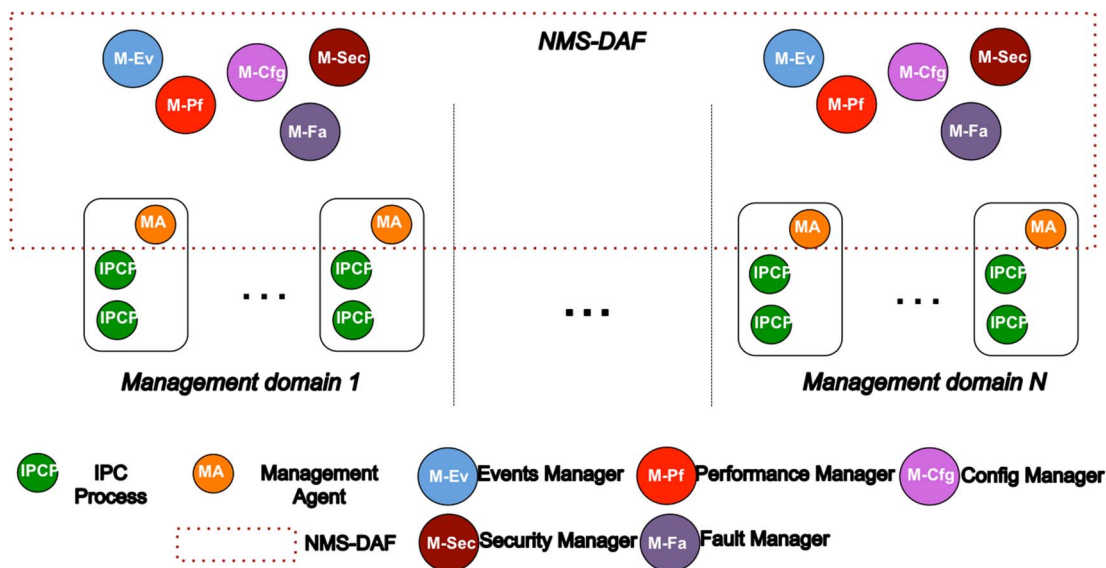 NMS-DAF
M-Ev
M-Pf
M-Cfg
M-Sec
M-Fa
M-Ev
M-Pf
M-Cfg
M-Sec
M-Fa
MA
MA
MA
MA
IPCP
IPCP
IPCP
IPCP
IPCP
IPCP
IPCP
IPCP
...
...
...
Management domain 1
Management domain N
IPCP
IPC
Process
MA
Management
Agent
M-Ev
Events Manager
M-Pf
Performance Manager
M-Cfg
Config Manager
NMS-DAF
M-Sec
Security Manager
M-Fa
Fault Manager